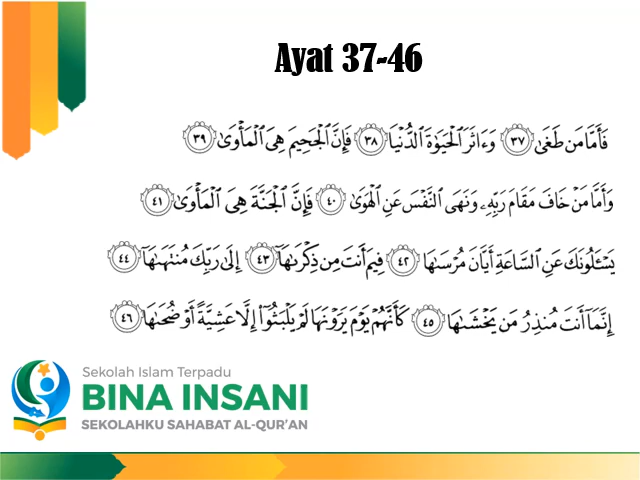 Ayat 37-46
فَأَمَّا مَن طَغَىٰ ٣٧ وَءَاثَرَ ٱلْحَيَوٰةَ ٱلدُّنْيَا ٣٨ فَإِنَّ ٱلْجَحِيمَ هِىَ ٱلْمَأْوَىٰ ٣٩
وَأَمَّا مَنْ خَافَ مَقَامَ رَبِّهِۦ وَنَهَى ٱلنَّفْسَ عَنِ ٱلْهَوَىٰ ٤٠ فَإِنَّ ٱلْجَنَّةَ هِىَ ٱلْمَأْوَىٰ ٤١
يَسْـَٔلُونَكَ عَنِ ٱلسَّاعَةِ أَيَّانَ مُرْسَىٰهَا ٤٢ فِيمَ أَنتَ مِن ذِكْرَىٰهَآ ٤٣ إِلَىٰ رَبِّكَ مُنتَهَىٰهَآ ٤٤
إِنَّمَآ أَنتَ مُنذِرُ مَن يَخْشَىٰهَا ٤٥ كَأَنَّهُمْ يَوْمَ يَرَوْنَهَا لَمْ يَلْبَثُوٓا۟ إِلَّا عَشِيَّةً أَوْ ضُحَىٰهَا ٤٦
Sekolah Islam Terpadu
BINA INSANI
SEKOLAHKU SAHABAT AL-QUR'AN